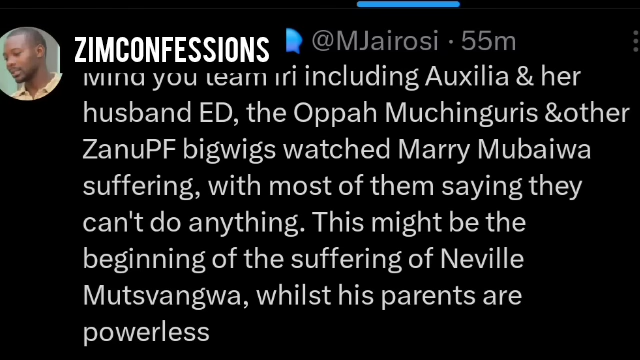 ZIMCONFESSIONS @MJairosi · 55m
Mind you team iri including Auxilia & her
husband ED, the Oppah Muchinguris &other
ZanuPF bigwigs watched Marry Mubaiwa
suffering, with most of them saying they
can't do anything. This might be the
beginning of the suffering of Neville
Mutsvangwa, whilst his parents are
powerless